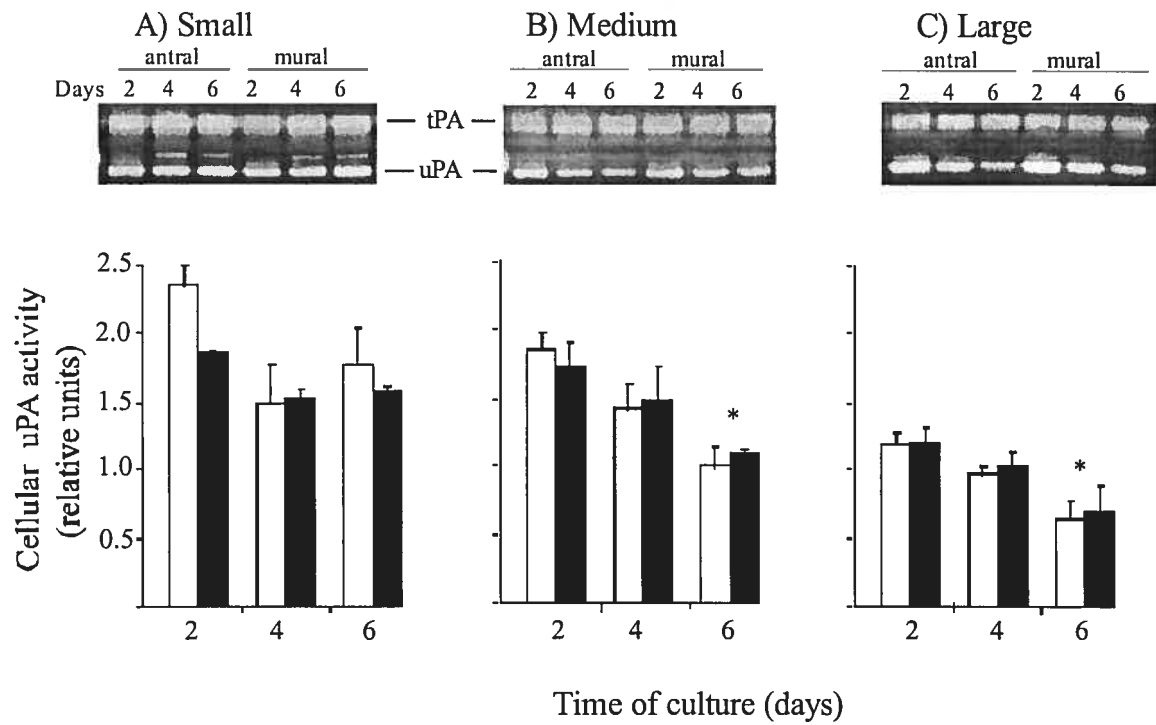 A) Small
B) Medium
C) Large
antral mural
antral mural
antral mural
Days 2 4 6 2 4 6
2 4 6 2 4 6
2 4 6 2 4 6
tPA
uPA
Cellular uPA activity
(relative units)
2.5
2.0
1.5
1.0
0.5
*
*
2 4 6
2 4 6
2 4 6
Time of culture (days)